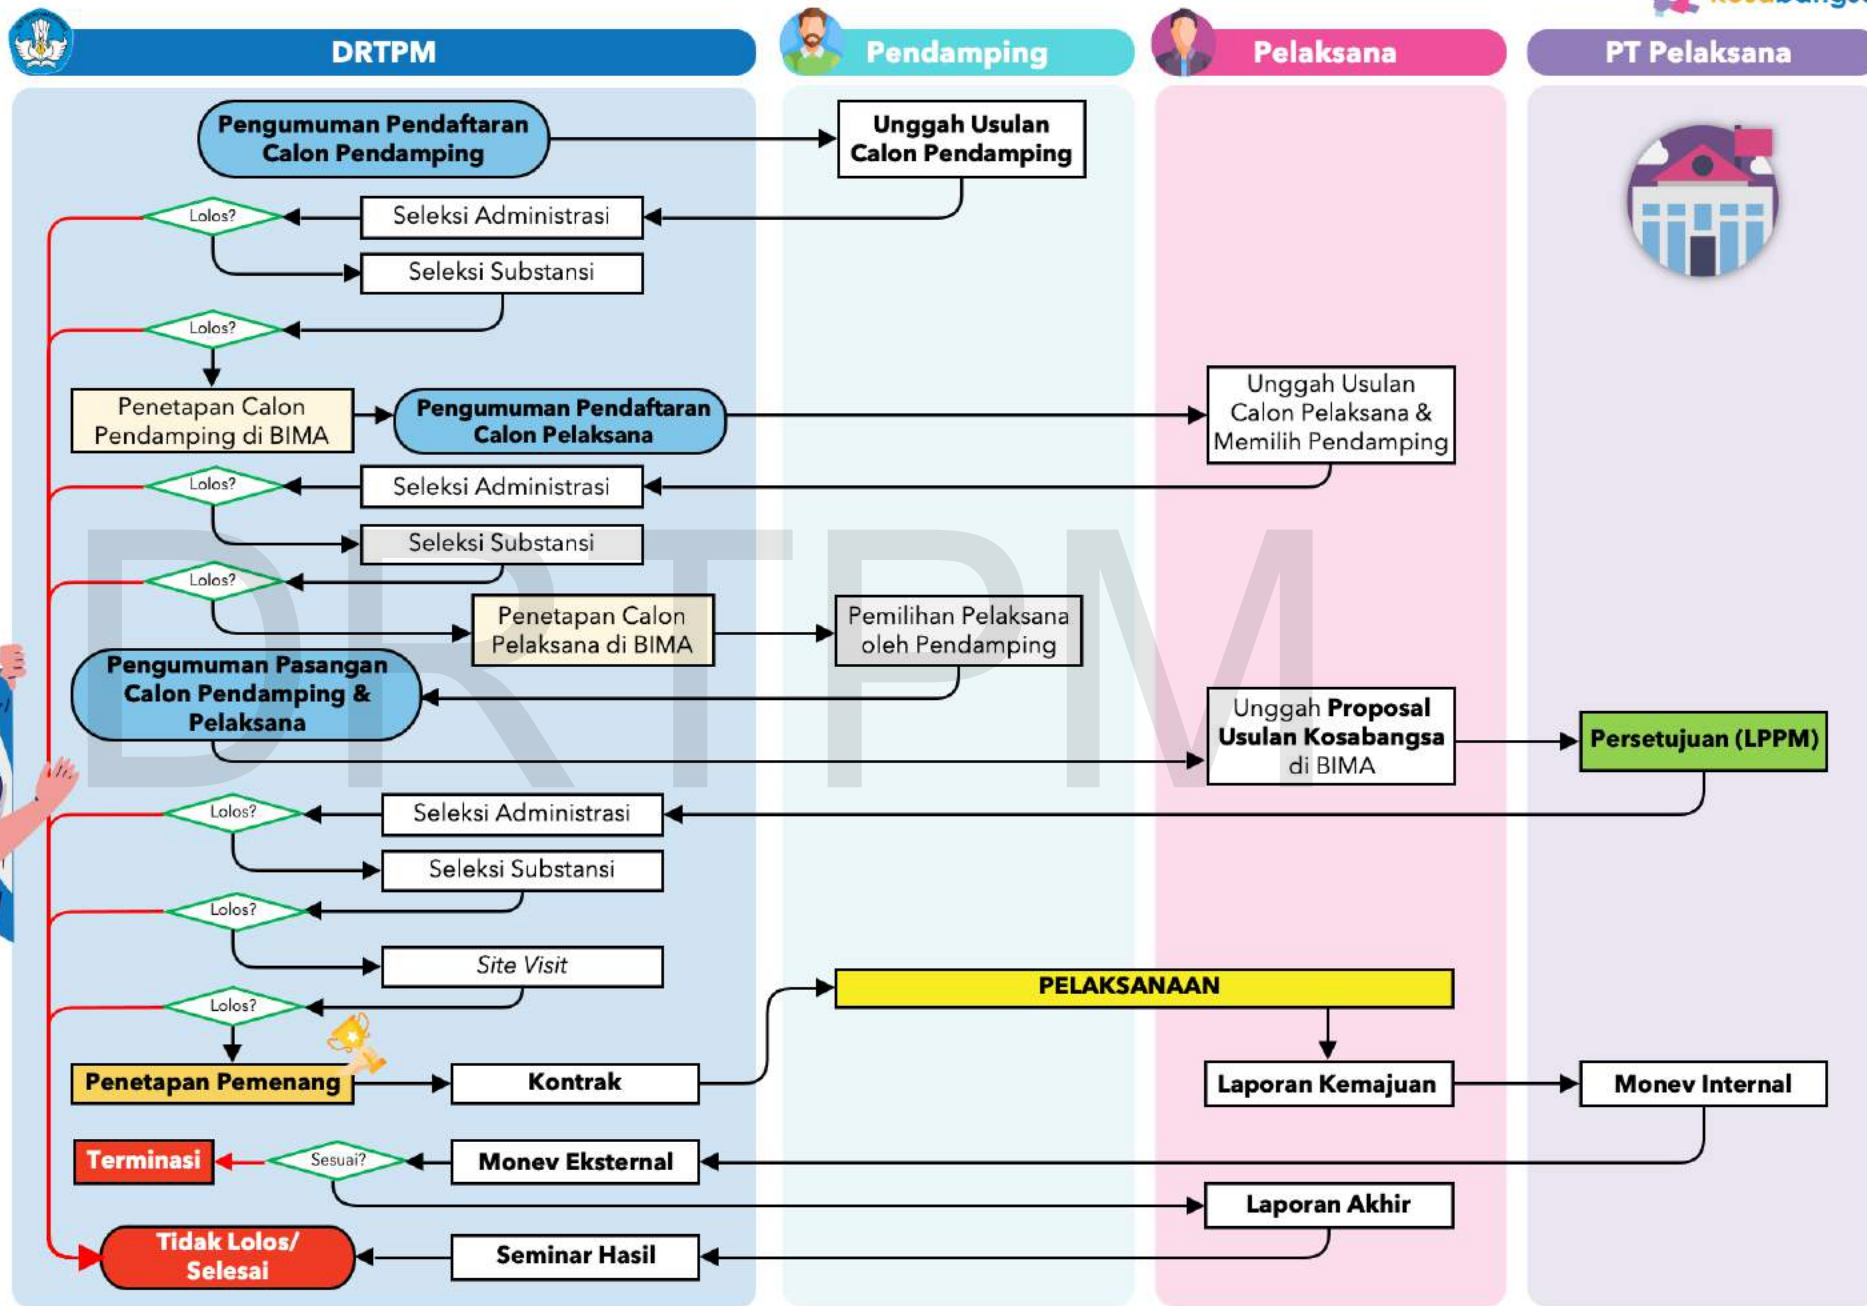 DRTPM
Pendamping
Pelaksana
PT Pelaksana
Pengumuman Pendaftaran
Calon Pendamping
Unggah Usulan
Calon Pendamping
Lolos?
Seleksi Administrasi
Seleksi Substansi
Lolos?
Penetapan Calon
Pendamping di BIMA
Pengumuman Pendaftaran
Calon Pelaksana
Unggah Usulan
Calon Pelaksana &
Memilih Pendamping
Lolos?
Seleksi Administrasi
Seleksi Substansi
Lolos?
Penetapan Calon
Pelaksana di BIMA
Pemilihan Pelaksana
oleh Pendamping
Pengumuman Pasangan
Calon Pendamping &
Pelaksana
Unggah Proposal
Usulan Kosabangsa
di BIMA
Persetujuan (LPPM)
DRTPM
Lolos?
Seleksi Administrasi
Seleksi Substansi
Lolos?
Site Visit
Lolos?
PELAKSANAAN
Penetapan Pemenang
Kontrak
Laporan Kemajuan
Monev Internal
Terminasi
Sesuai?
Monev Eksternal
Laporan Akhir
Tidak Lolos/
Selesai
Seminar Hasil